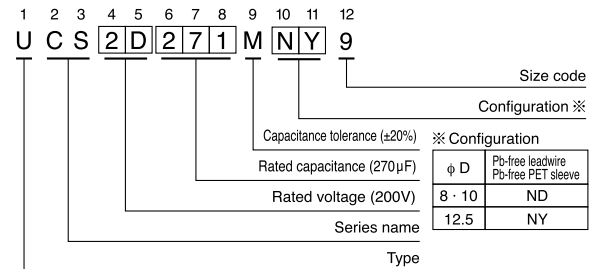 1 2 3 4 5 6 7 8 9 10 11 12
U C S 2 D 2 7 1 M N Y 9
Size code
Configuration ※
Capacitance tolerance (±20%)
Rated capacitance (270µF)
Rated voltage (200V)
Series name
Type
※ Configuration
ϕ D
Pb-free leadwire
Pb-free PET sleeve
8 · 10 ND
12.5 NY